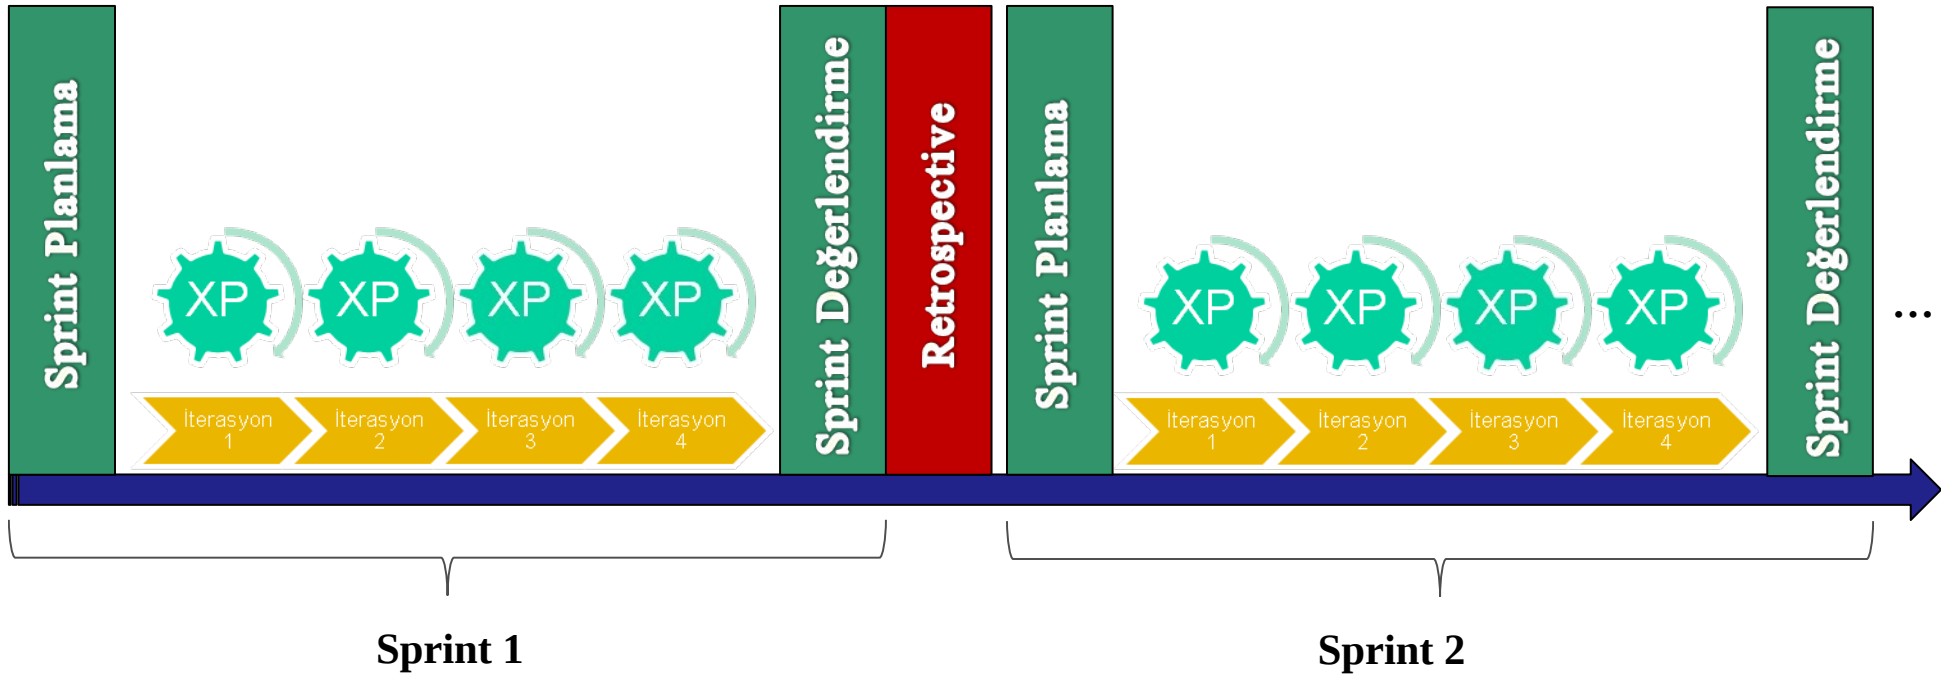 Sprint Planlama
XP
XP
XP
XP
İterasyon
1
İterasyon
2
İterasyon
3
İterasyon
4
Sprint Değerlendirme
Retrospective
Sprint Planlama
XP
XP
XP
XP
İterasyon
1
İterasyon
2
İterasyon
3
İterasyon
4
Sprint Değerlendirme
...
Sprint 1
Sprint 2